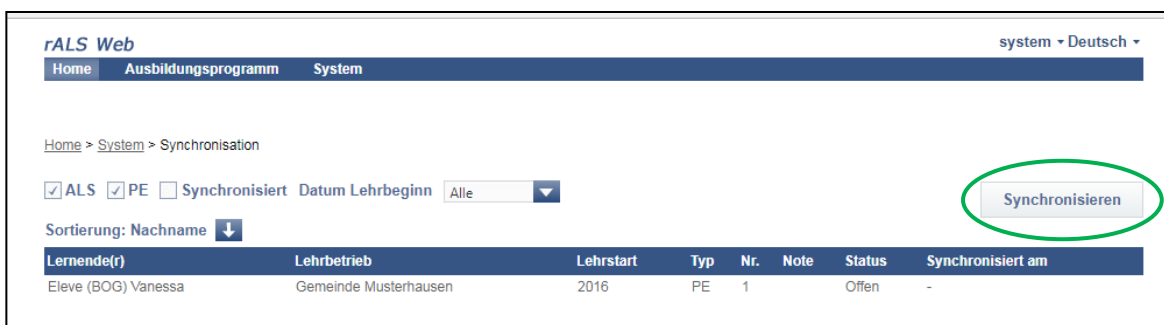 rALS Web
system Deutsch
Home Ausbildungsprogramm System
Home > System > Synchronisation
ALS PE Synchronisiert Datum Lehrbeginn Alle
Synchronisieren
Sortierung: Nachname
Lernende(r) Lehrbetrieb Lehrstart Typ Nr. Note Status Synchronisiert am
Eleve (BOG) Vanessa Gemeinde Musterhausen 2016 PE 1 Offen -